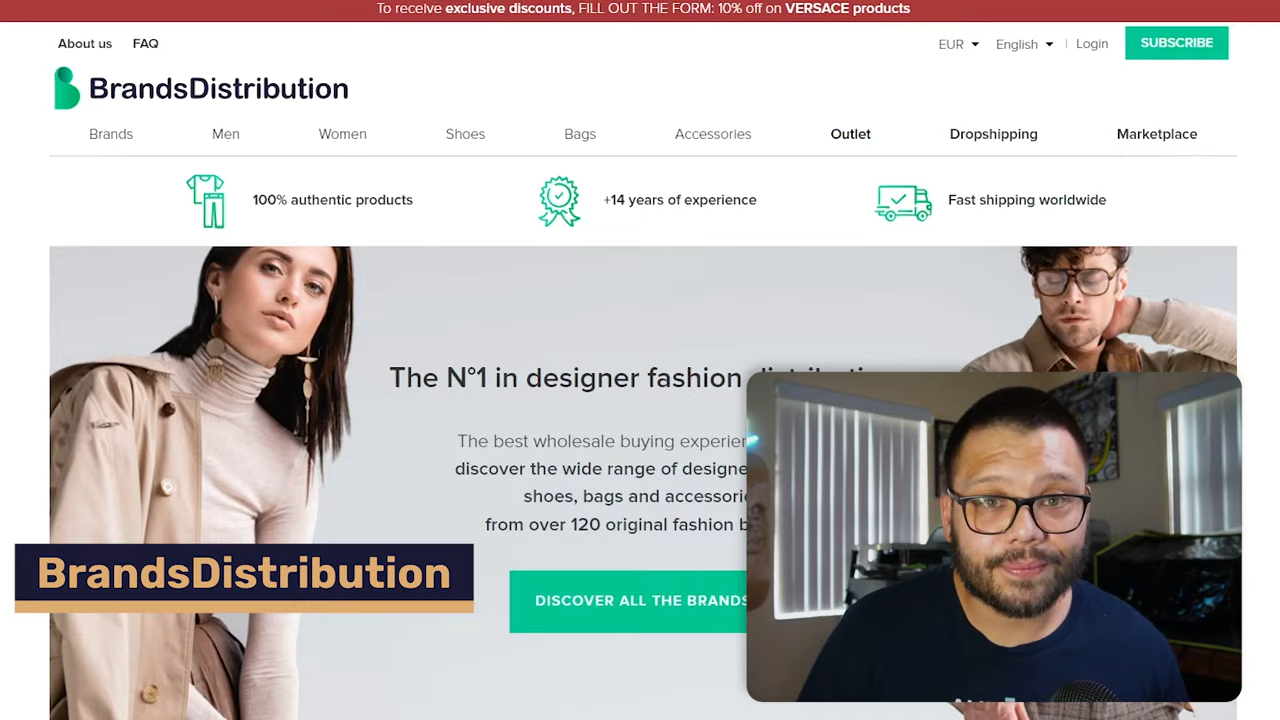 To receive exclusive discounts, FILL OUT THE FORM: 10% off on VERSACE products
About us FAQ EUR English Login SUBSCRIBE
BrandsDistribution
Brands Men Women Shoes Bags Accessories Outlet Dropshipping Marketplace
100% authentic products +14 years of experience Fast shipping worldwide
The N°1 in designer fashion
The best wholesale buying
discover the wide range of
shoes, bags and
from over 120 original fashion
DISCOVER ALL THE BRANDS
BrandsDistribution